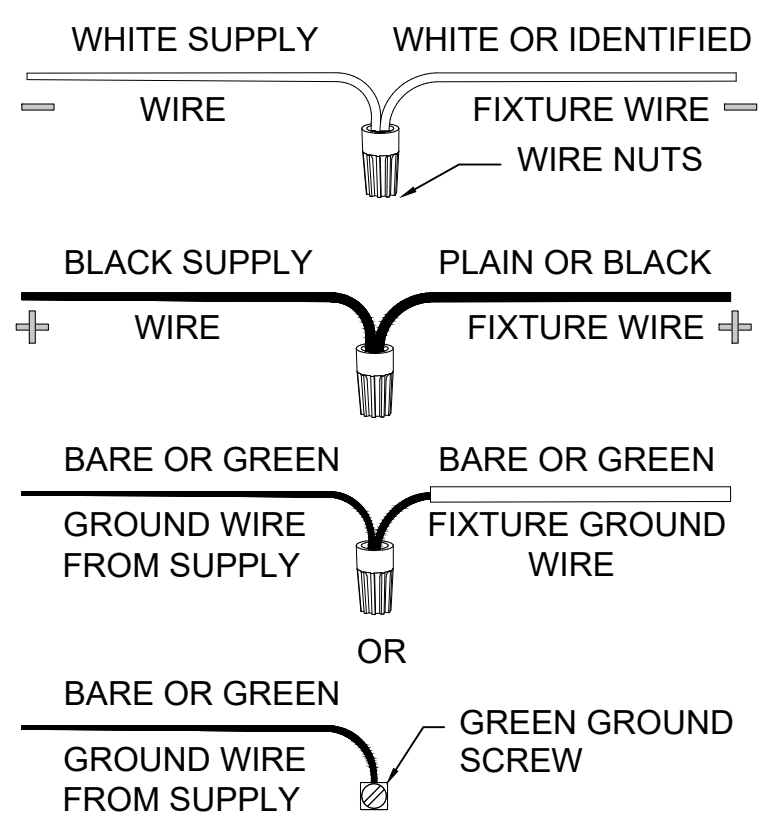 WHITE SUPPLY
WIRE
WHITE OR IDENTIFIED
FIXTURE WIRE
WIRE NUTS
BLACK SUPPLY
WIRE
PLAIN OR BLACK
FIXTURE WIRE
BARE OR GREEN
GROUND WIRE
FROM SUPPLY
BARE OR GREEN
FIXTURE GROUND
WIRE
OR
BARE OR GREEN
GROUND WIRE
FROM SUPPLY
GREEN GROUND
SCREW